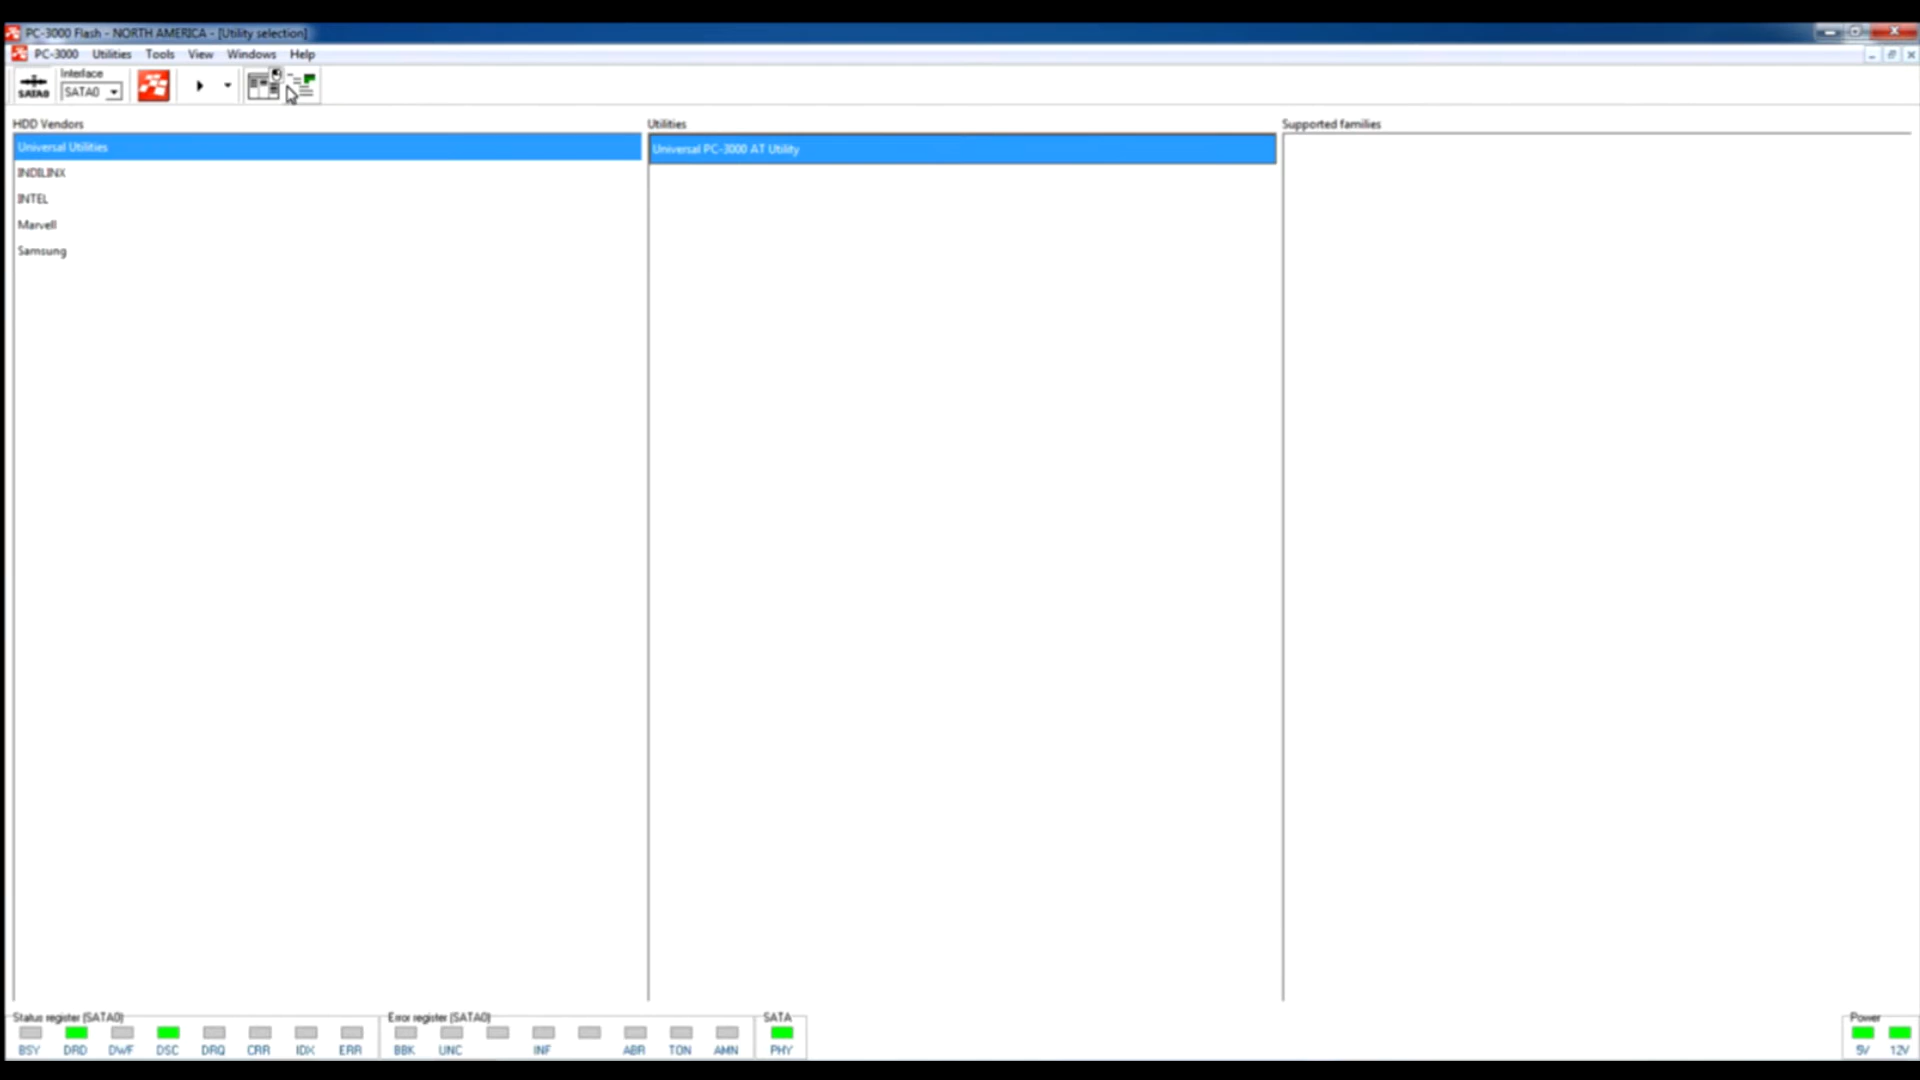 PC-3000 Flash - NORTH AMERICA - [Utility selection]
PC-3000 Utilities Tools View Windows Help
Interface
SATA0
SATA0
HDD Vendors
Utilities
Supported families
Universal Utilities
Universal PC-3000 AT Utility
INDILINX
INTEL
Marvell
Samsung
Status register (SATA0)
Error register (SATA0)
SATA
Power
BSY DRD DWF DSC DRQ CRR IDX ERR BBK UNC INF ABR TON AMN PHY 5V 12V